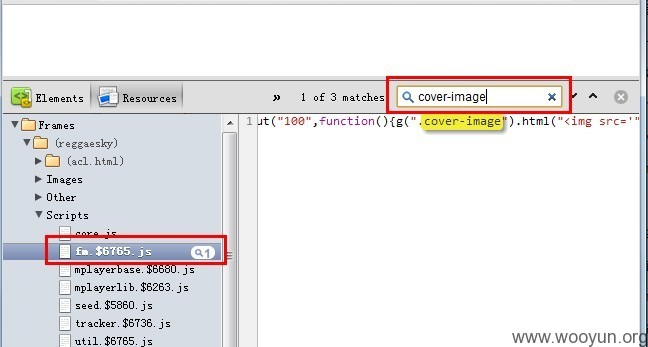 Elements Resources » 1 of 3 matches cover-image
Frames
1 ut("100",function(){g(".cover-image").html("<img src='"
(reggaesky)
(acl.html)
Images
Other
Scripts
core.js
fm.$6765.js 1
mplayerbase.$6680.js
mplayerlib.$6263.js
seed.$5860.js
tracker.$6736.js
util.$6765.js
www.wooyun.org